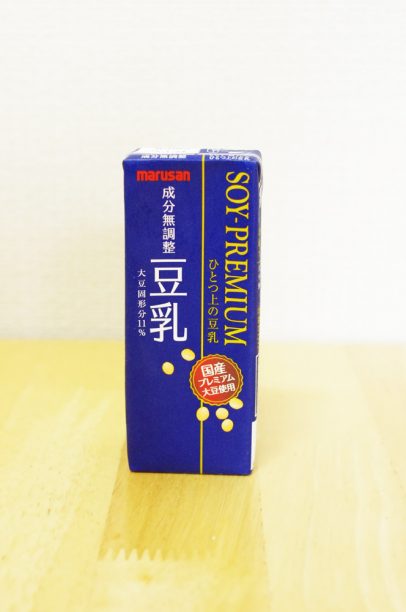 marusan
成分無調整
豆乳
大豆固形分11%
SOY-PREMIUM
ひとつ上の豆乳
国産
プレミアム
大豆使用